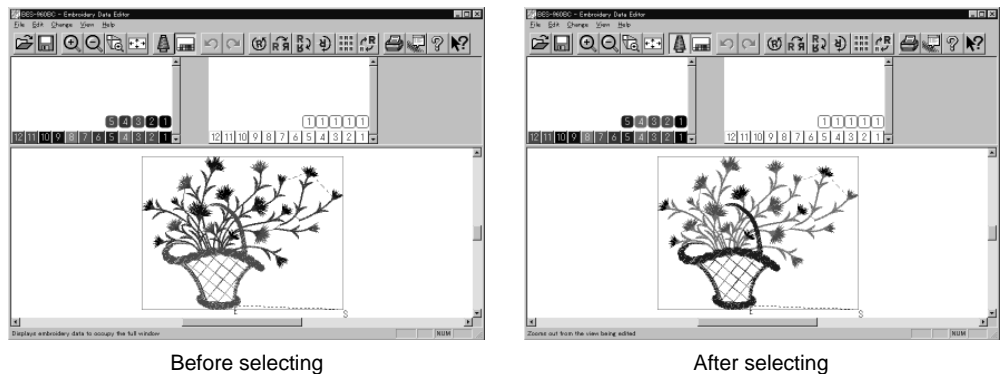 BES-960BC - Embroidery Data Editor
File Edit Change View Help
5 4 3 2 1
12 11 10 9 8 7 6 5 4 3 2 1
1 1 1 1 1
12 11 10 9 8 7 6 5 4 3 2 1
E S
Displays embroidery data to occupy the full window
NUM
Before selecting
BES-960BC - Embroidery Data Editor
File Edit Change View Help
5 4 3 2 1
12 11 10 9 8 7 6 5 4 3 2 1
1 1 1 1 1
12 11 10 9 8 7 6 5 4 3 2 1
E S
Zooms out from the view being edited
NUM
After selecting